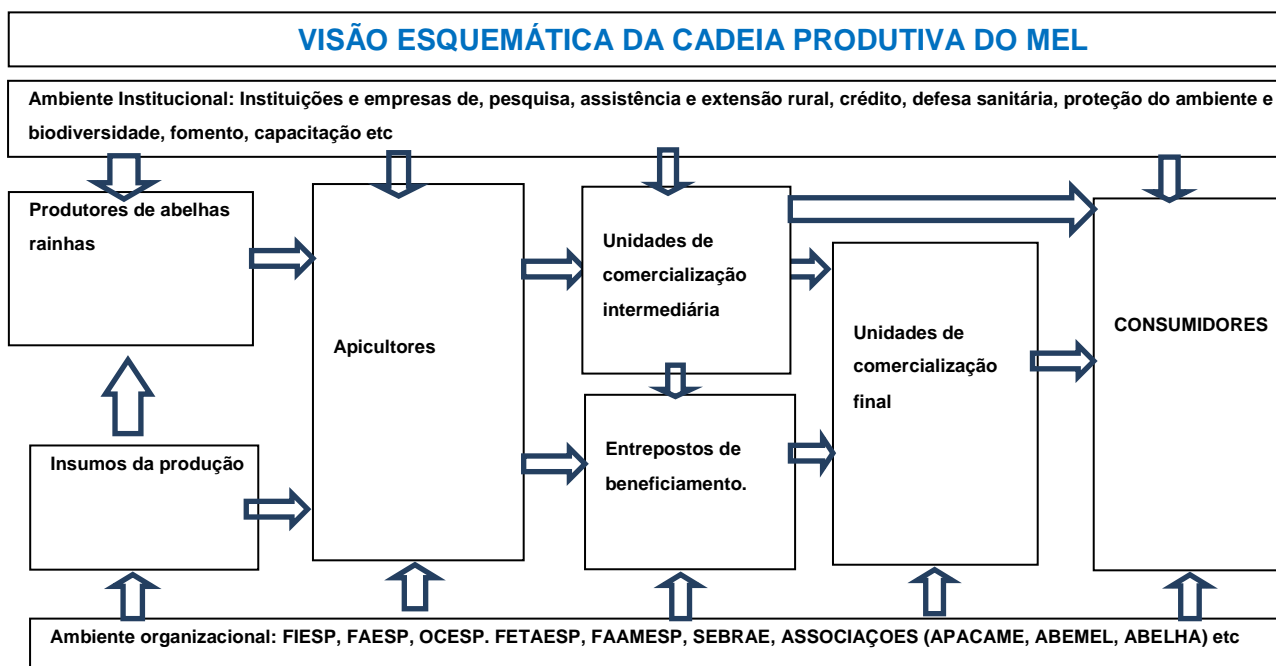 VISÃO ESQUEMÁTICA DA CADEIA PRODUTIVA DO MEL
Ambiente Institucional: Instituições e empresas de, pesquisa, assistência e extensão rural, crédito, defesa sanitária, proteção do ambiente e
biodiversidade, fomento, capacitação etc
Produtores de abelhas
rainhas
Insumos da produção
Apicultores
Unidades de
comercialização
intermediária
Entrepostos de
beneficiamento.
Unidades de
comercialização
final
CONSUMIDORES
Ambiente organizacional: FIESP, FAESP, OCESP. FETAESP, FAAMESP, SEBRAE, ASSOCIAÇOES (APACAME, ABEMEL, ABELHA) etc